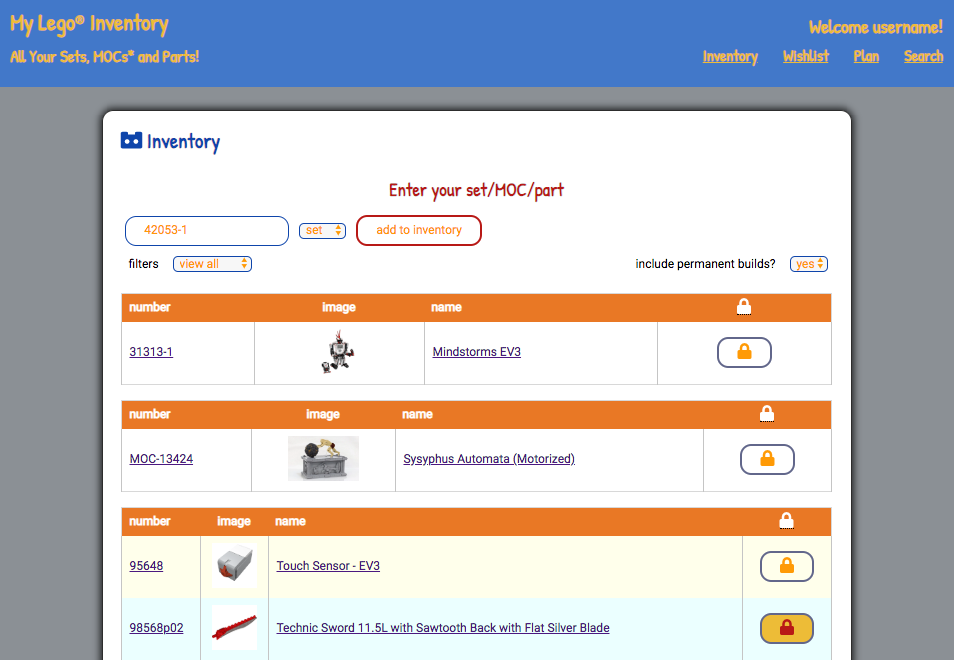 My Lego® Inventory
Welcome username!
All Your Sets, MOCs* and Parts!
Inventory Wishlist Plan Search
Inventory
Enter your set/MOC/part
42053-1 set add to inventory
filters view all include permanent builds? yes
number image name
31313-1 Mindstorms EV3
number image name
MOC-13424 Sysyphus Automata (Motorized)
number image name
95648 Touch Sensor - EV3
98568p02 Technic Sword 11.5L with Sawtooth Back with Flat Silver Blade